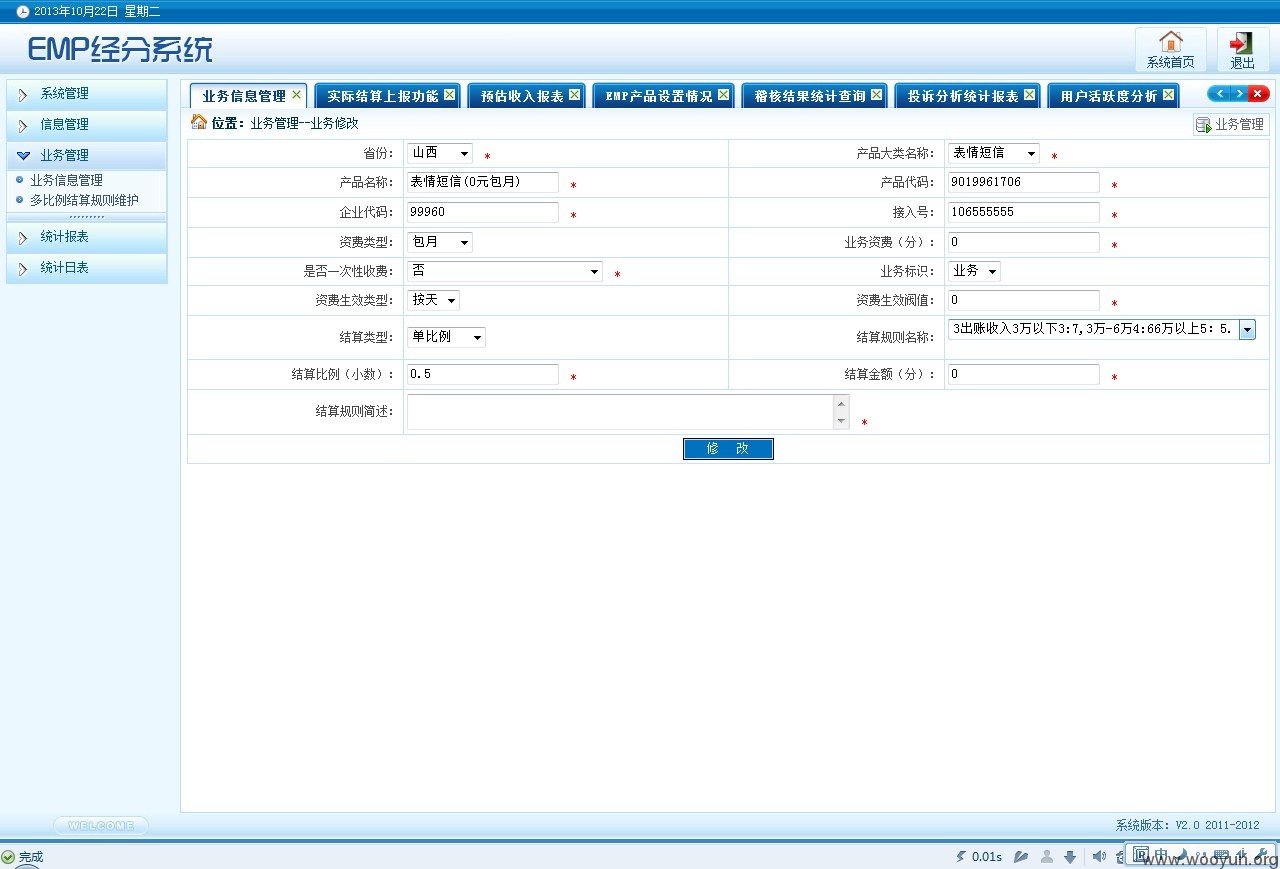 2013年10月22日 星期二
EMP经分系统
系统首页
退出
系统管理
信息管理
业务管理
业务信息管理
多比例结算规则维护
统计报表
统计日表
业务信息管理 实际结算上报功能 预估收入报表 EMP产品设置情况 稽核结果统计查询 投诉分析统计报表 用户活跃度分析
位置：业务管理--业务修改
业务管理
省份： 山西 * 产品大类名称： 表情短信 *
产品名称： 表情短信(0元包月) * 产品代码： 9019961706 *
企业代码： 99960 * 接入号： 106555555 *
资费类型： 包月 业务资费（分）： 0 *
是否一次性收费： 否 * 业务标识： 业务
资费生效类型： 按天 资费生效阀值： 0 *
结算类型： 单比例 结算规则名称： 3出账收入3万以下3:7,3万-6万4:66万以上5：5.
结算比例（小数）： 0.5 * 结算金额（分）： 0 *
结算规则简述： *
修 改
WELCOME
系统版本：V2.0 2011-2012
完成
0.01s
中
www.wooyun.org